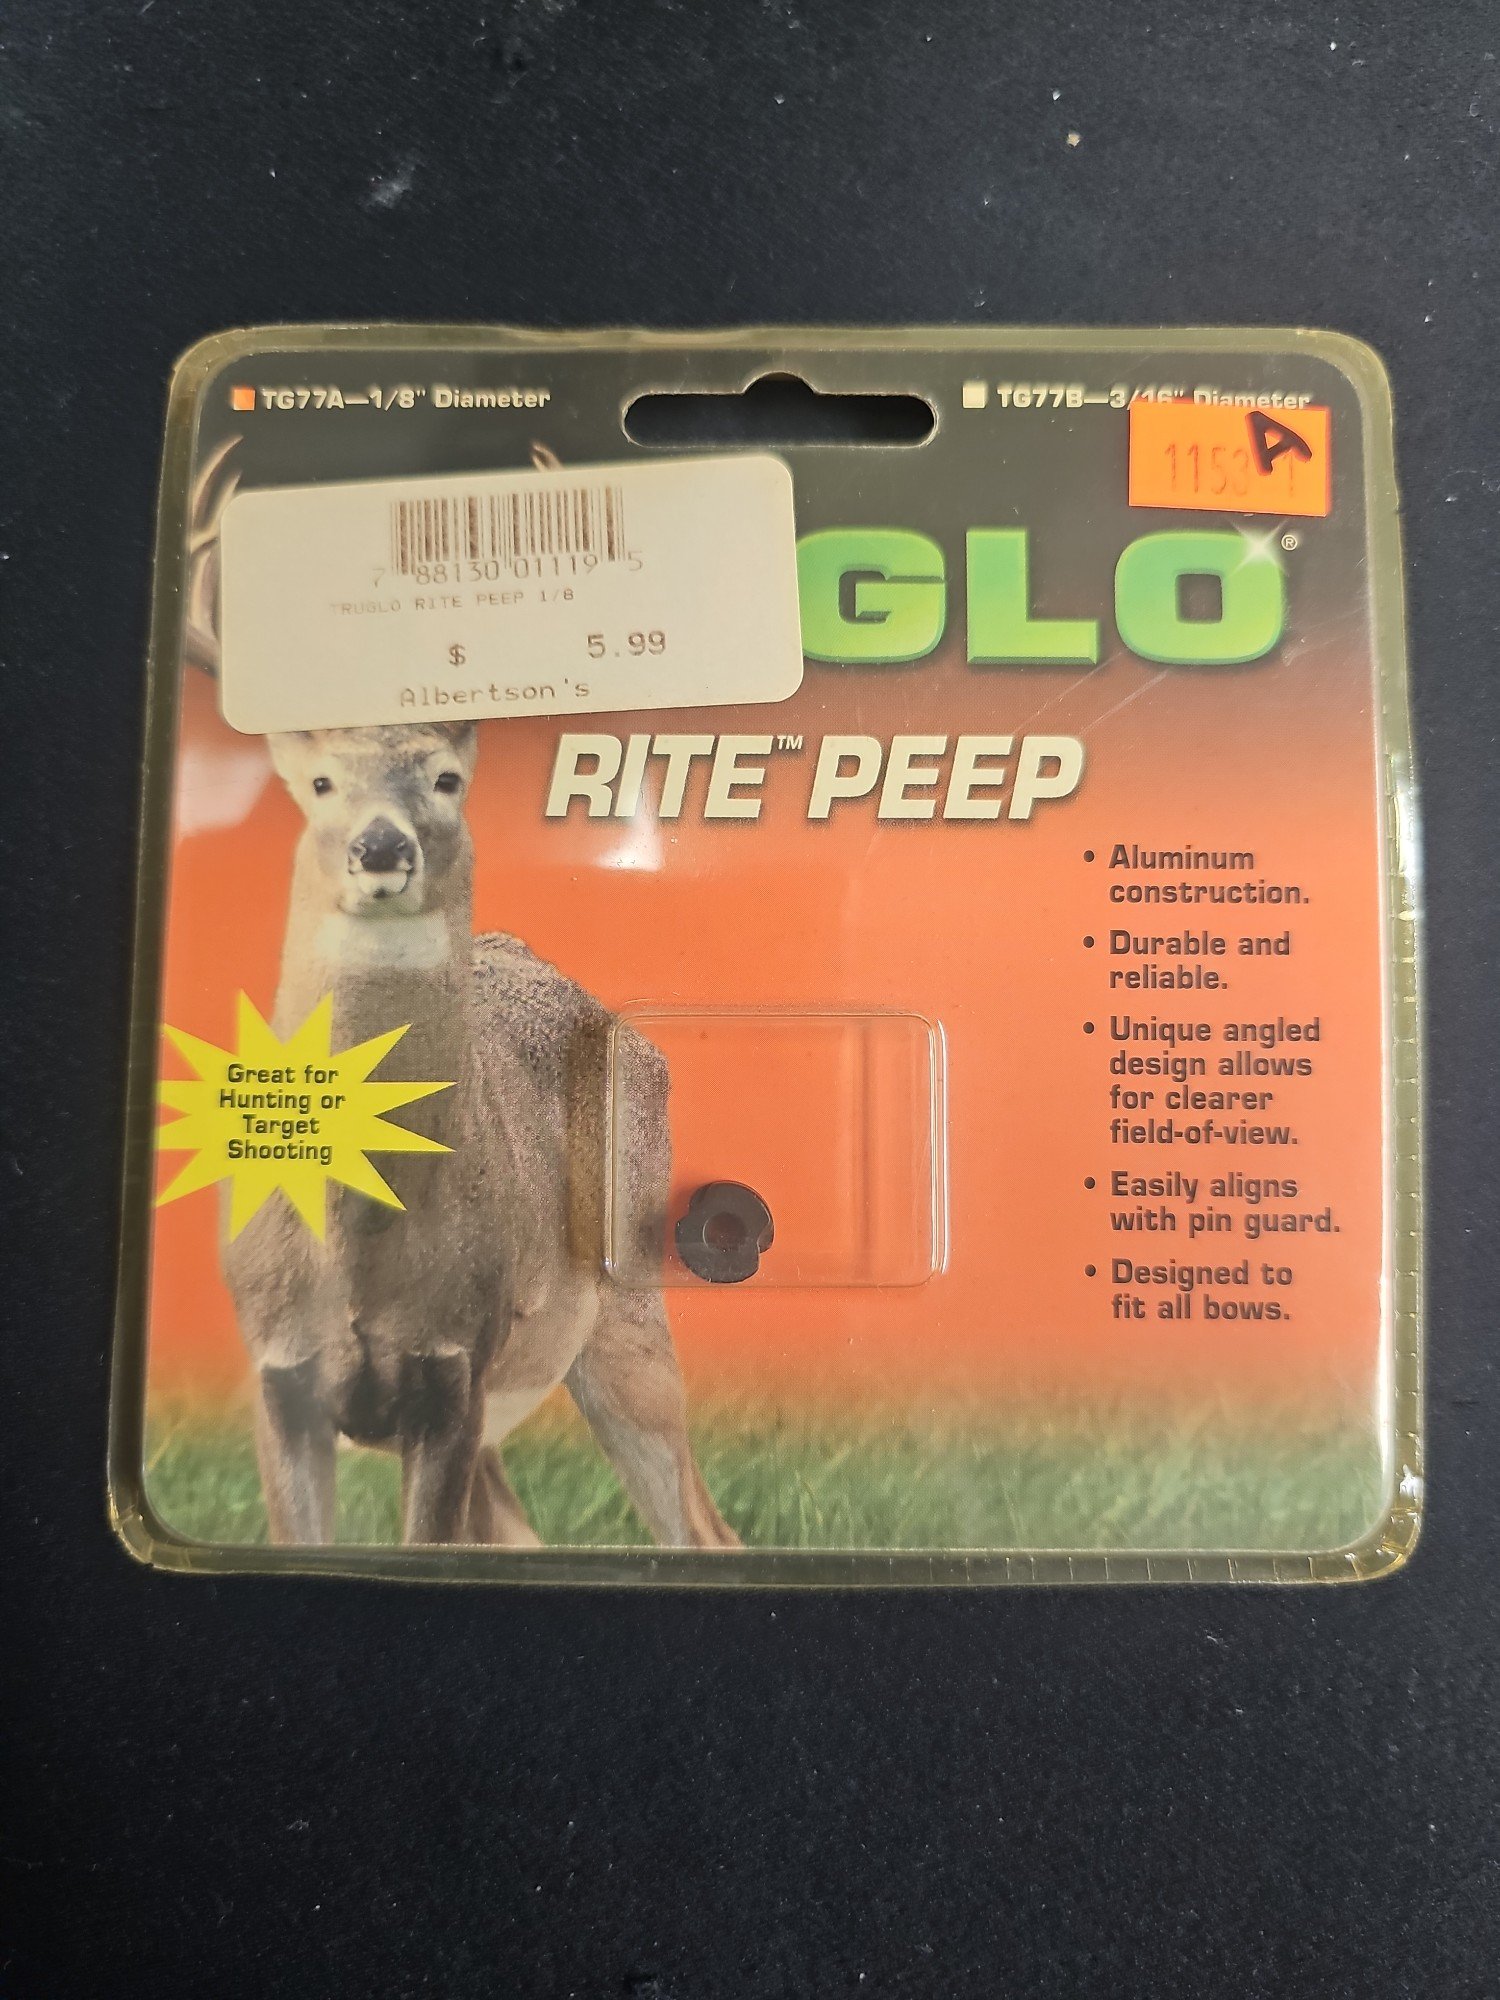 TG77A—1/8" Diameter
TG77B—3/16" Diameter
A
1153 1
7 88130 01119 5
TRUGLO RITE PEEP 1/8
$ 5.99
Albertson's
GLO®
RITE™ PEEP
• Aluminum
construction.
• Durable and
reliable.
• Unique angled
design allows
for clearer
field-of-view.
• Easily aligns
with pin guard.
• Designed to
fit all bows.
Great for
Hunting or
Target
Shooting